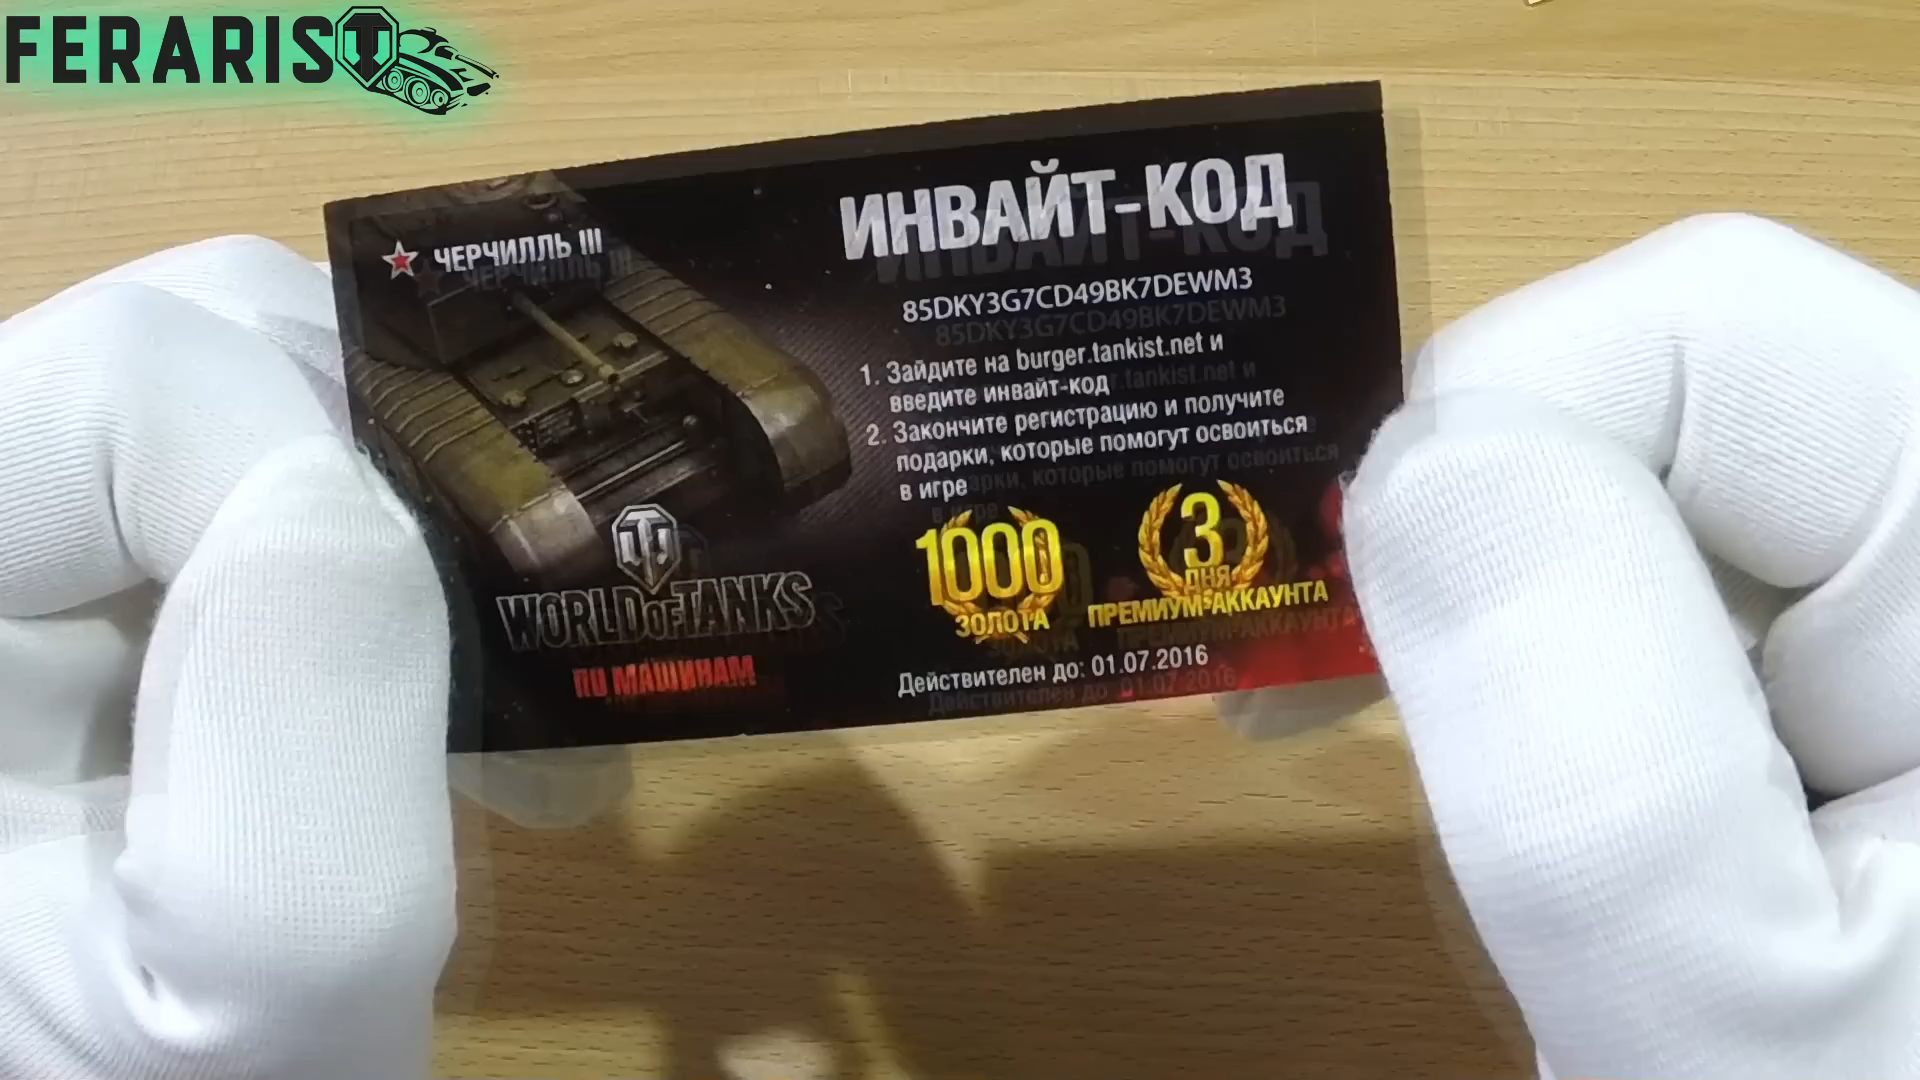 FERARIST
ЧЕРЧИЛЛЬ III
ИНВАЙТ-КОД
85DKY3G7CD49BK7DEWM3
1. Зайдите на burger.tankist.net и
введите инвайт-код
2. Закончите регистрацию и получите
подарки, которые помогут освоиться
в игре
1000
ЗОЛОТА
3
ДНЯ
ПРЕМИУМ-АККАУНТА
WORLD OF TANKS
ПО МАШИНАМ
Действителен до: 01.07.2016